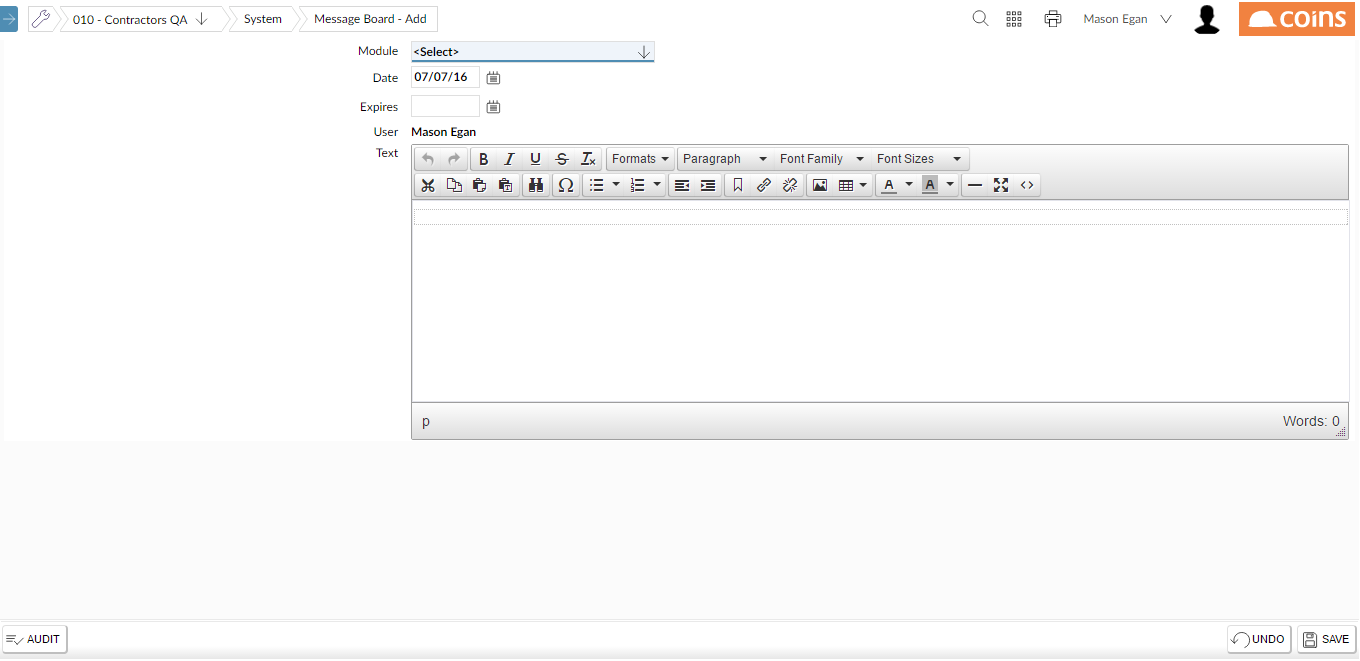 010 - Contractors QA System Message Board - Add Mason Egan coins
Module <Select>
Date 07/07/16
Expires
User Mason Egan
Text
B I U S Tx Formats Paragraph Font Family Font Sizes
Ω A A
p Words: 0
AUDIT UNDO SAVE